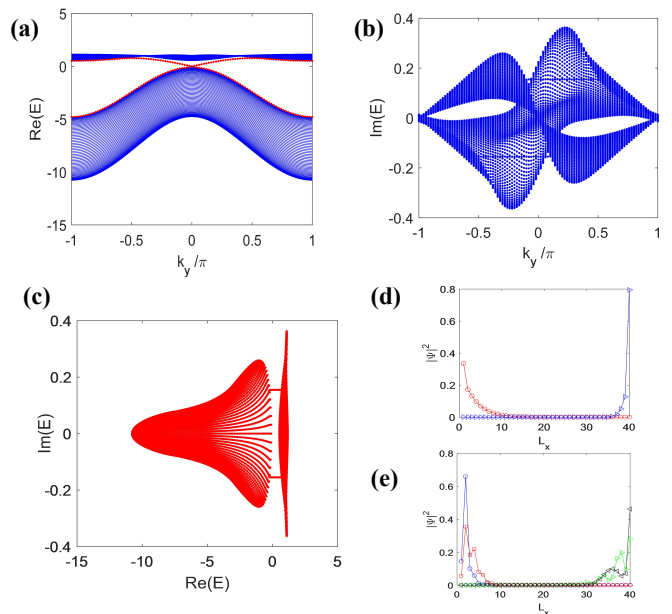 (a)
5
0
-5
-10
-15
Re(E)
-1 -0.5 0 0.5 1
k_y/π
(b)
0.4
0.2
0
-0.2
-0.4
Im(E)
-1 -0.5 0 0.5 1
k_y/π
(c)
0.4
0.2
0
-0.2
-0.4
Im(E)
-10 -5 0 5
Re(E)
(d)
0.8
0.6
0.4
0.2
0
|Ψ|²
0 10 20 30 40
L_x
(e)
0.8
0.6
0.4
0.2
0
|Ψ|²
0 10 20 30 40
L_x